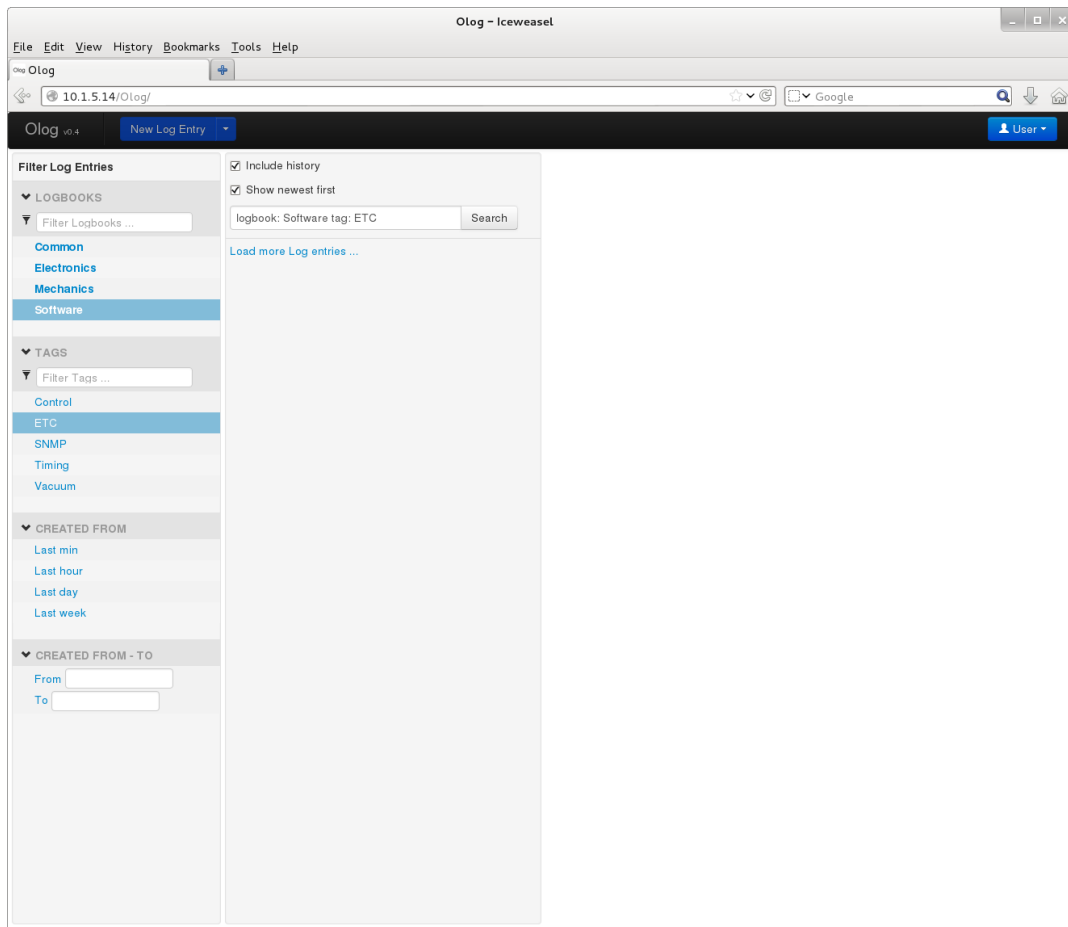 Olog - Iceweasel
File Edit View History Bookmarks Tools Help
Olog Olog
10.1.5.14/Olog/
Google
Olog v0.4
New Log Entry
User
Filter Log Entries
LOGBOOKS
Filter Logbooks ...
Common
Electronics
Mechanics
Software
TAGS
Filter Tags ...
Control
ETC
SNMP
Timing
Vacuum
CREATED FROM
Last min
Last hour
Last day
Last week
CREATED FROM - TO
From
To
Include history
Show newest first
logbook: Software tag: ETC
Search
Load more Log entries ...